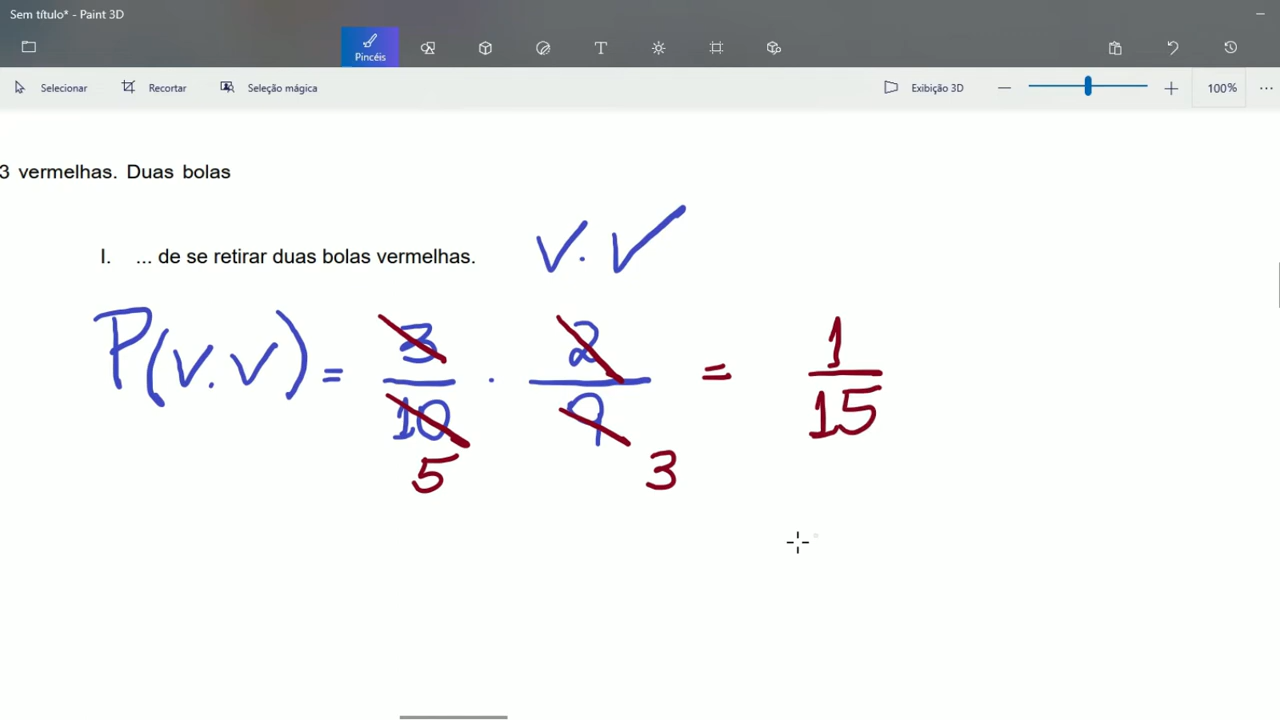 Sem título* - Paint 3D
Pincéis
Selecionar Recortar Seleção mágica Exibição 3D 100%
3 vermelhas. Duas bolas
I. ... de se retirar duas bolas vermelhas. V. V
P(V.V) = 3/10 . 2/9 = 1/15
5 3